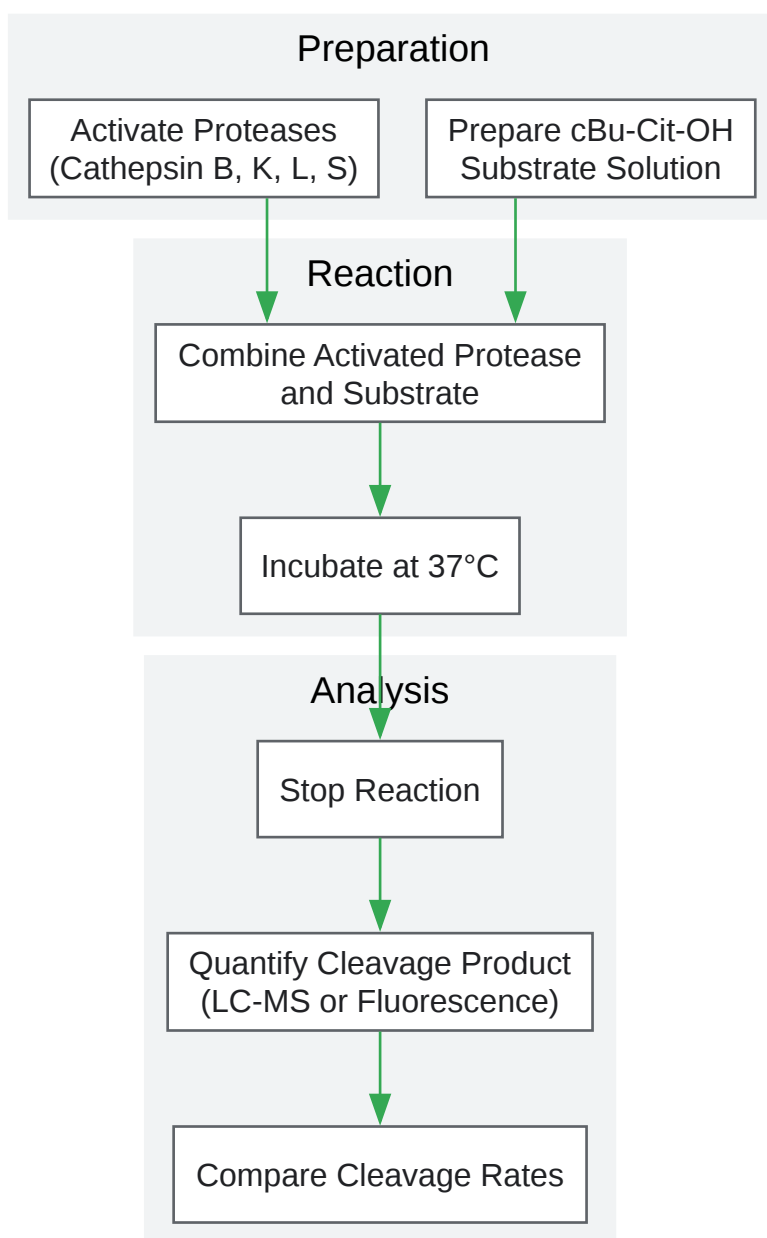 Preparation
Activate Proteases
(Cathepsin B, K, L, S)
Prepare cBu-Cit-OH
Substrate Solution
Reaction
Combine Activated Protease
and Substrate
Incubate at 37°C
Analysis
Stop Reaction
Quantify Cleavage Product
(LC-MS or Fluorescence)
Compare Cleavage Rates